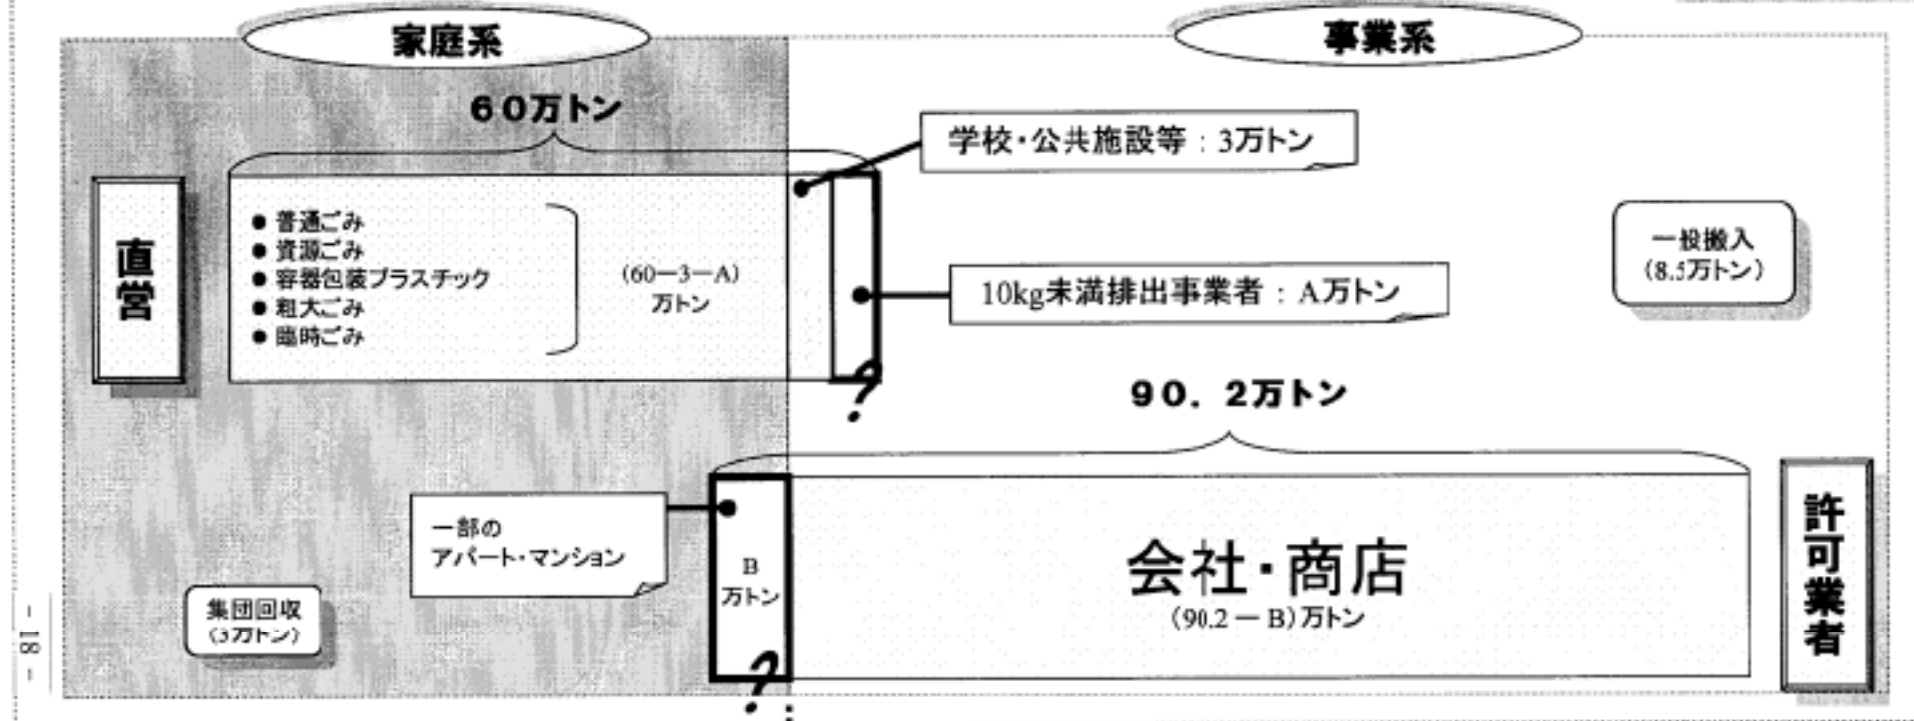 家庭系
事業系
60万トン
学校・公共施設等：3万トン
直営
● 普通ごみ
● 資源ごみ
● 容器包装プラスチック
● 粗大ごみ
● 臨時ごみ
(60ー3ーA)
万トン
10kg未満排出事業者：A万トン
一般搬入
(8.5万トン)
?
90．2万トン
一部の
アパート・マンション
B
万トン
?
会社・商店
(90.2 ー B)万トン
許可業者
集団回収
(3万トン)
- 18 -